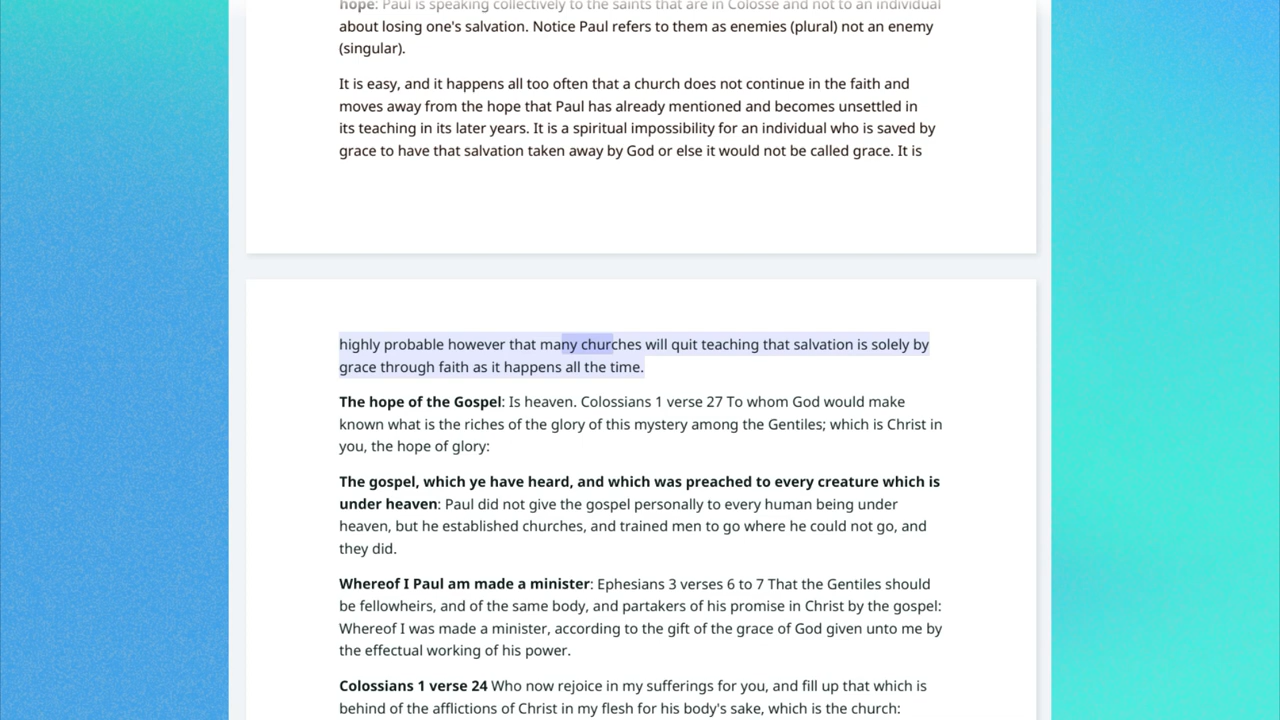 hope: Paul is speaking collectively to the saints that are in Colosse and not to an individual
about losing one's salvation. Notice Paul refers to them as enemies (plural) not an enemy
(singular).
It is easy, and it happens all too often that a church does not continue in the faith and
moves away from the hope that Paul has already mentioned and becomes unsettled in
its teaching in its later years. It is a spiritual impossibility for an individual who is saved by
grace to have that salvation taken away by God or else it would not be called grace. It is
highly probable however that many churches will quit teaching that salvation is solely by
grace through faith as it happens all the time.
The hope of the Gospel: Is heaven. Colossians 1 verse 27 To whom God would make
known what is the riches of the glory of this mystery among the Gentiles; which is Christ in
you, the hope of glory:
The gospel, which ye have heard, and which was preached to every creature which is
under heaven: Paul did not give the gospel personally to every human being under
heaven, but he established churches, and trained men to go where he could not go, and
they did.
Whereof I Paul am made a minister: Ephesians 3 verses 6 to 7 That the Gentiles should
be fellowheirs, and of the same body, and partakers of his promise in Christ by the gospel:
Whereof I was made a minister, according to the gift of the grace of God given unto me by
the effectual working of his power.
Colossians 1 verse 24 Who now rejoice in my sufferings for you, and fill up that which is
behind of the afflictions of Christ in my flesh for his body's sake, which is the church: